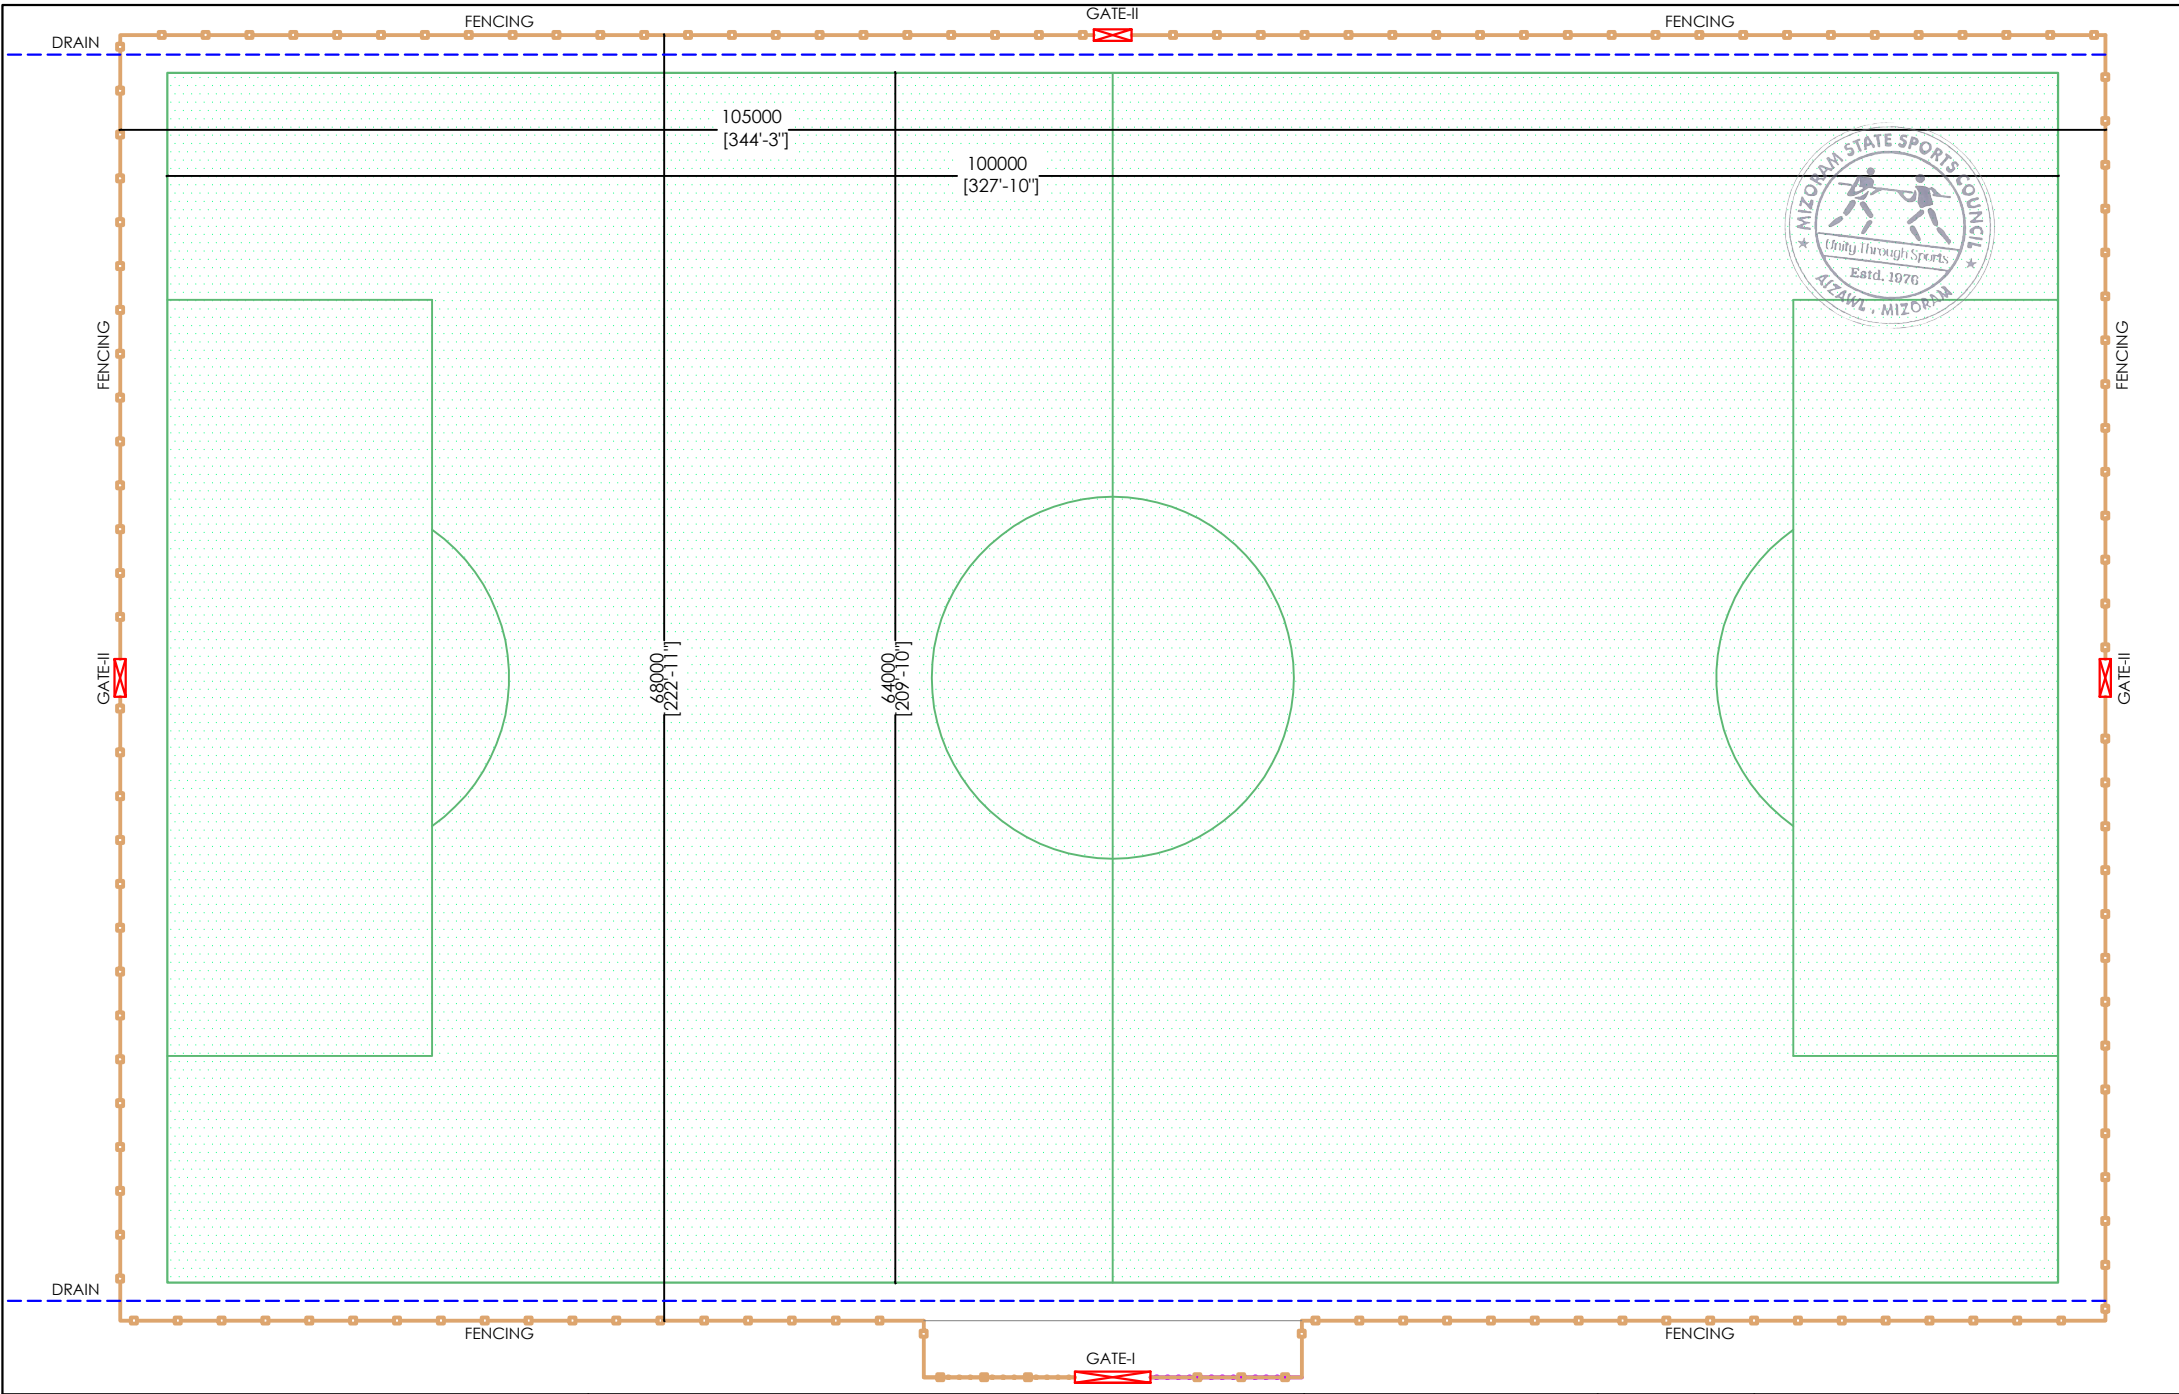 FENCING
GATE-II
FENCING
DRAIN
105000
[344'-3"]
100000
[327'-10"]
MIZORAM STATE SPORTS COUNCIL
Unity Through Sports
Estd. 1976
AIZAWL . MIZORAM
FENCING
FENCING
GATE-II
68000
[222'-11"]
64000
[209'-10"]
GATE-II
DRAIN
FENCING
FENCING
GATE-I